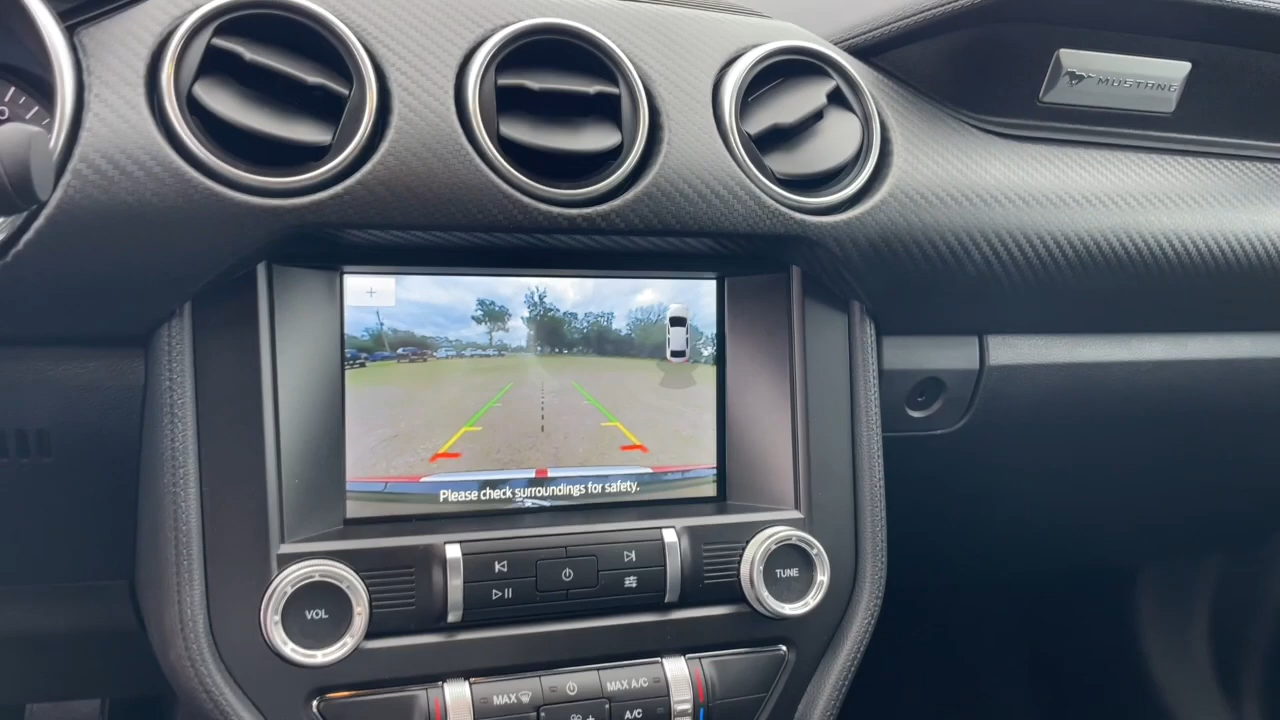 MUSTANG
+
Please check surroundings for safety.
VOL
TUNE
MAX
MAX A/C
A/C